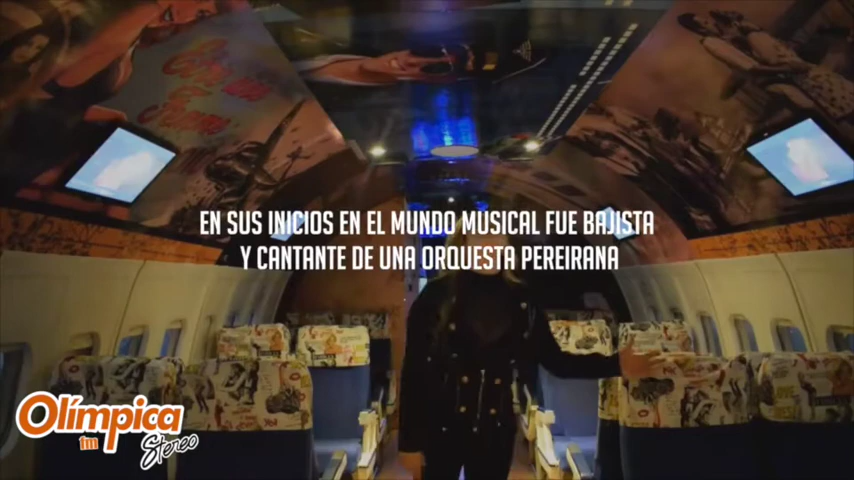 EN SUS INICIOS EN EL MUNDO MUSICAL FUE BAJISTA
Y CANTANTE DE UNA ORQUESTA PEREIRANA
Olímpica
fm
Stereo